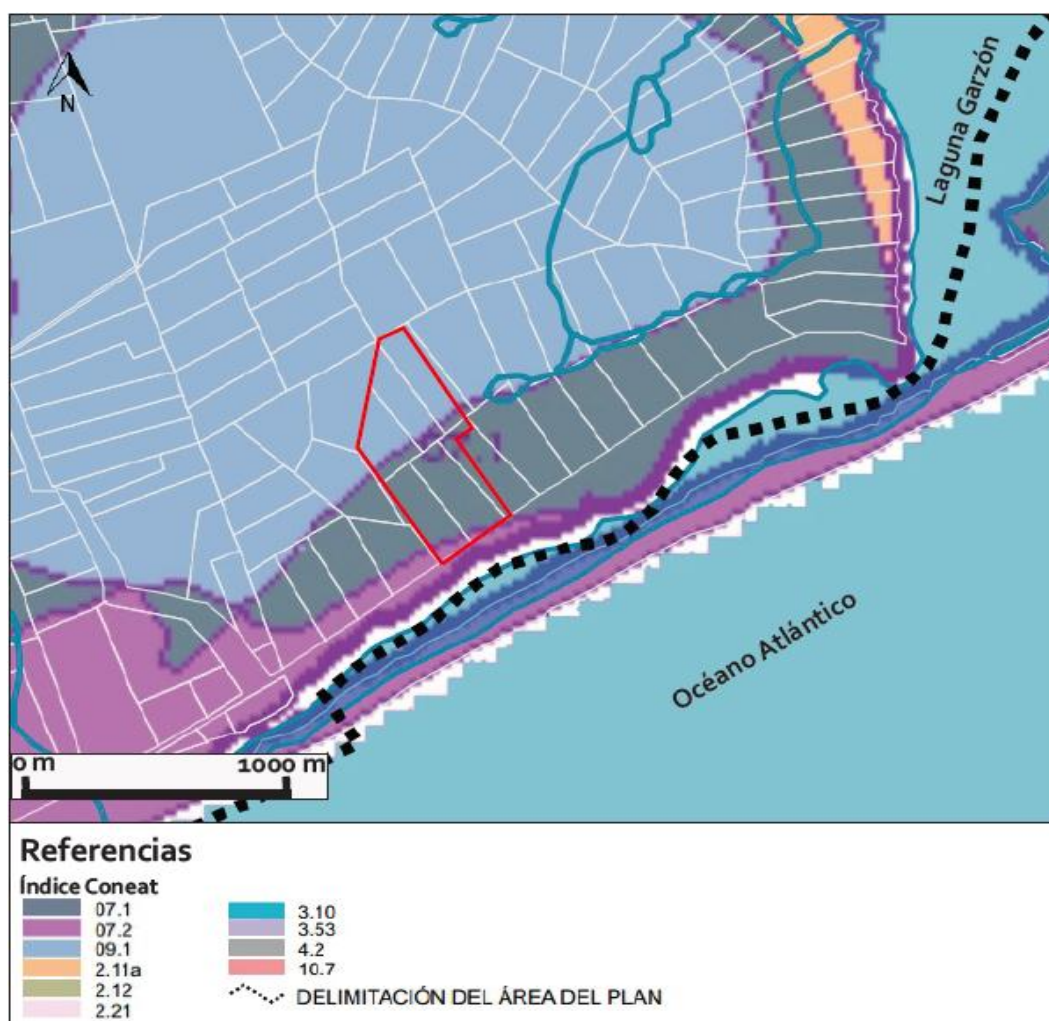 N
Laguna Garzón
Océano Atlántico
0 m 1000 m
Referencias
Índice Coneat
07.1
07.2
09.1
2.11a
2.12
2.21
3.10
3.53
4.2
10.7
DELIMITACIÓN DEL ÁREA DEL PLAN